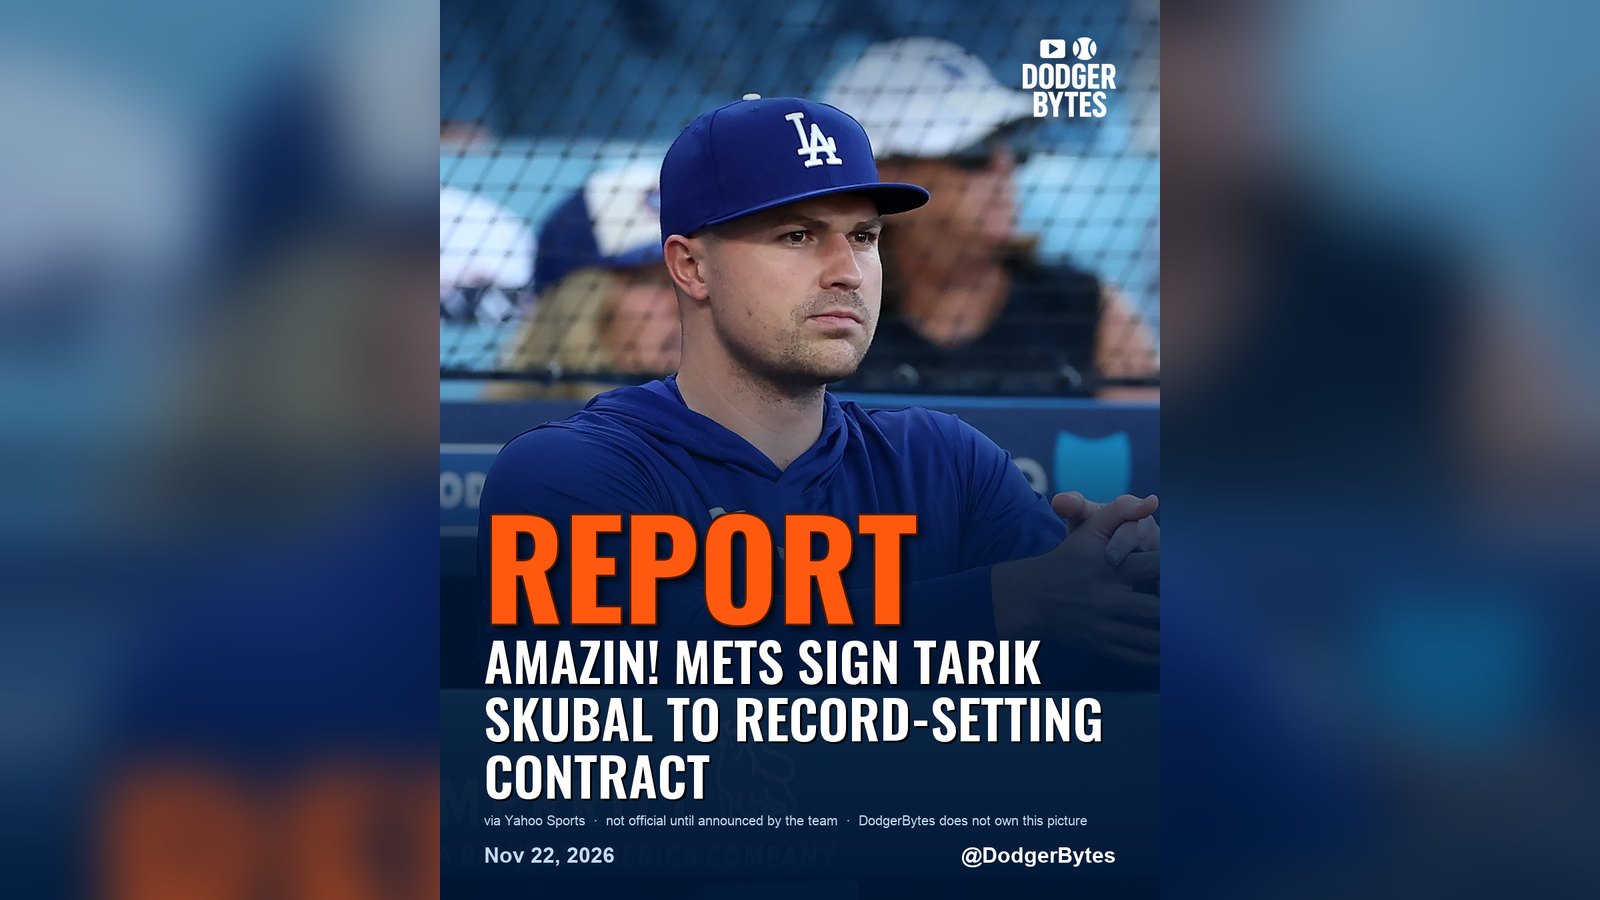 DODGER
BYTES
LA
REPORT
AMAZIN! METS SIGN TARIK
SKUBAL TO RECORD-SETTING
CONTRACT
via Yahoo Sports · not official until announced by the team · DodgerBytes does not own this picture
Nov 22, 2026
@DodgerBytes